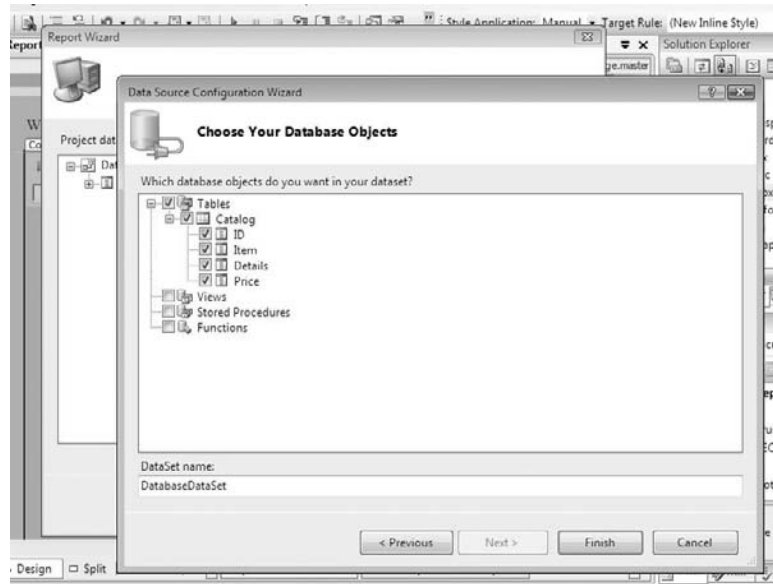 Style Application: Manual Target Rule: (New Inline Style)
Report Wizard
Solution Explorer
ge.master
Data Source Configuration Wizard
Choose Your Database Objects
Project dat
Which database objects do you want in your dataset?
Tables
Catalog
ID
Item
Details
Price
Views
Stored Procedures
Functions
DataSet name:
DatabaseDataSet
< Previous
Next >
Finish
Cancel
Design
Split